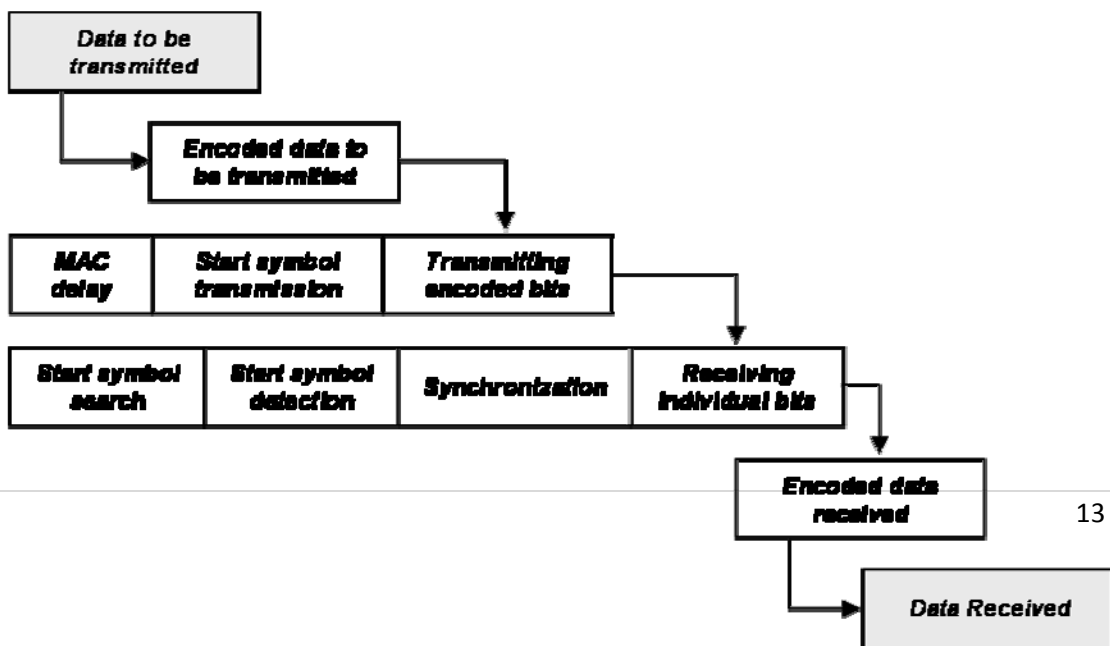 Data to be
transmitted
Encoded data to
be transmitted
MAC
delay
Start symbol
transmission
Transmitting
encoded bits
Start symbol
search
Start symbol
detection
Synchronization
Receiving
individual bits
Encoded data
received
13
Data Received